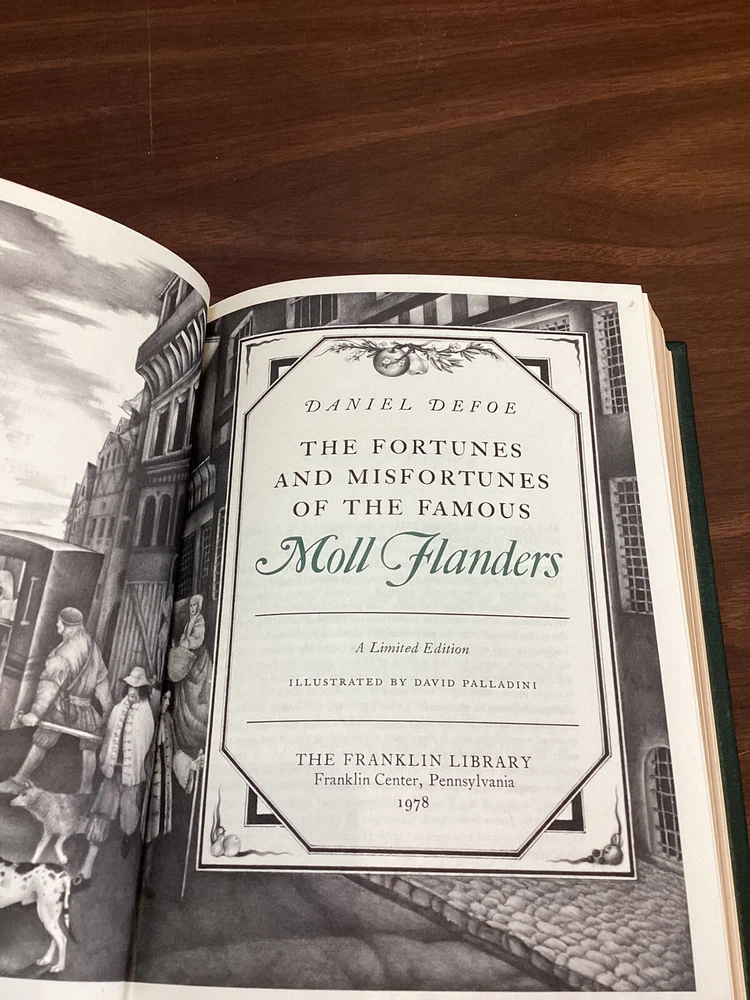 DANIEL DEFOE
THE FORTUNES
AND MISFORTUNES
OF THE FAMOUS
Moll Flanders
A Limited Edition
ILLUSTRATED BY DAVID PALLADINI
THE FRANKLIN LIBRARY
Franklin Center, Pennsylvania
1978